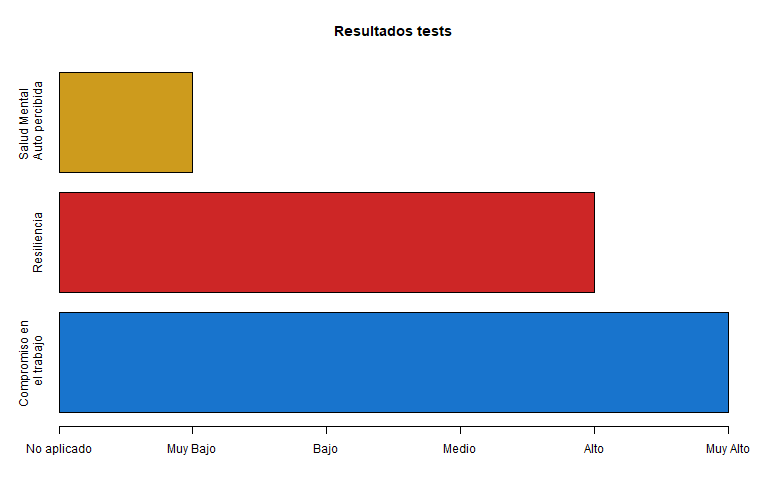 Resultados tests
Salud Mental
Auto percibida
Resiliencia
Compromiso en
el trabajo
No aplicado
Muy Bajo
Bajo
Medio
Alto
Muy Alto